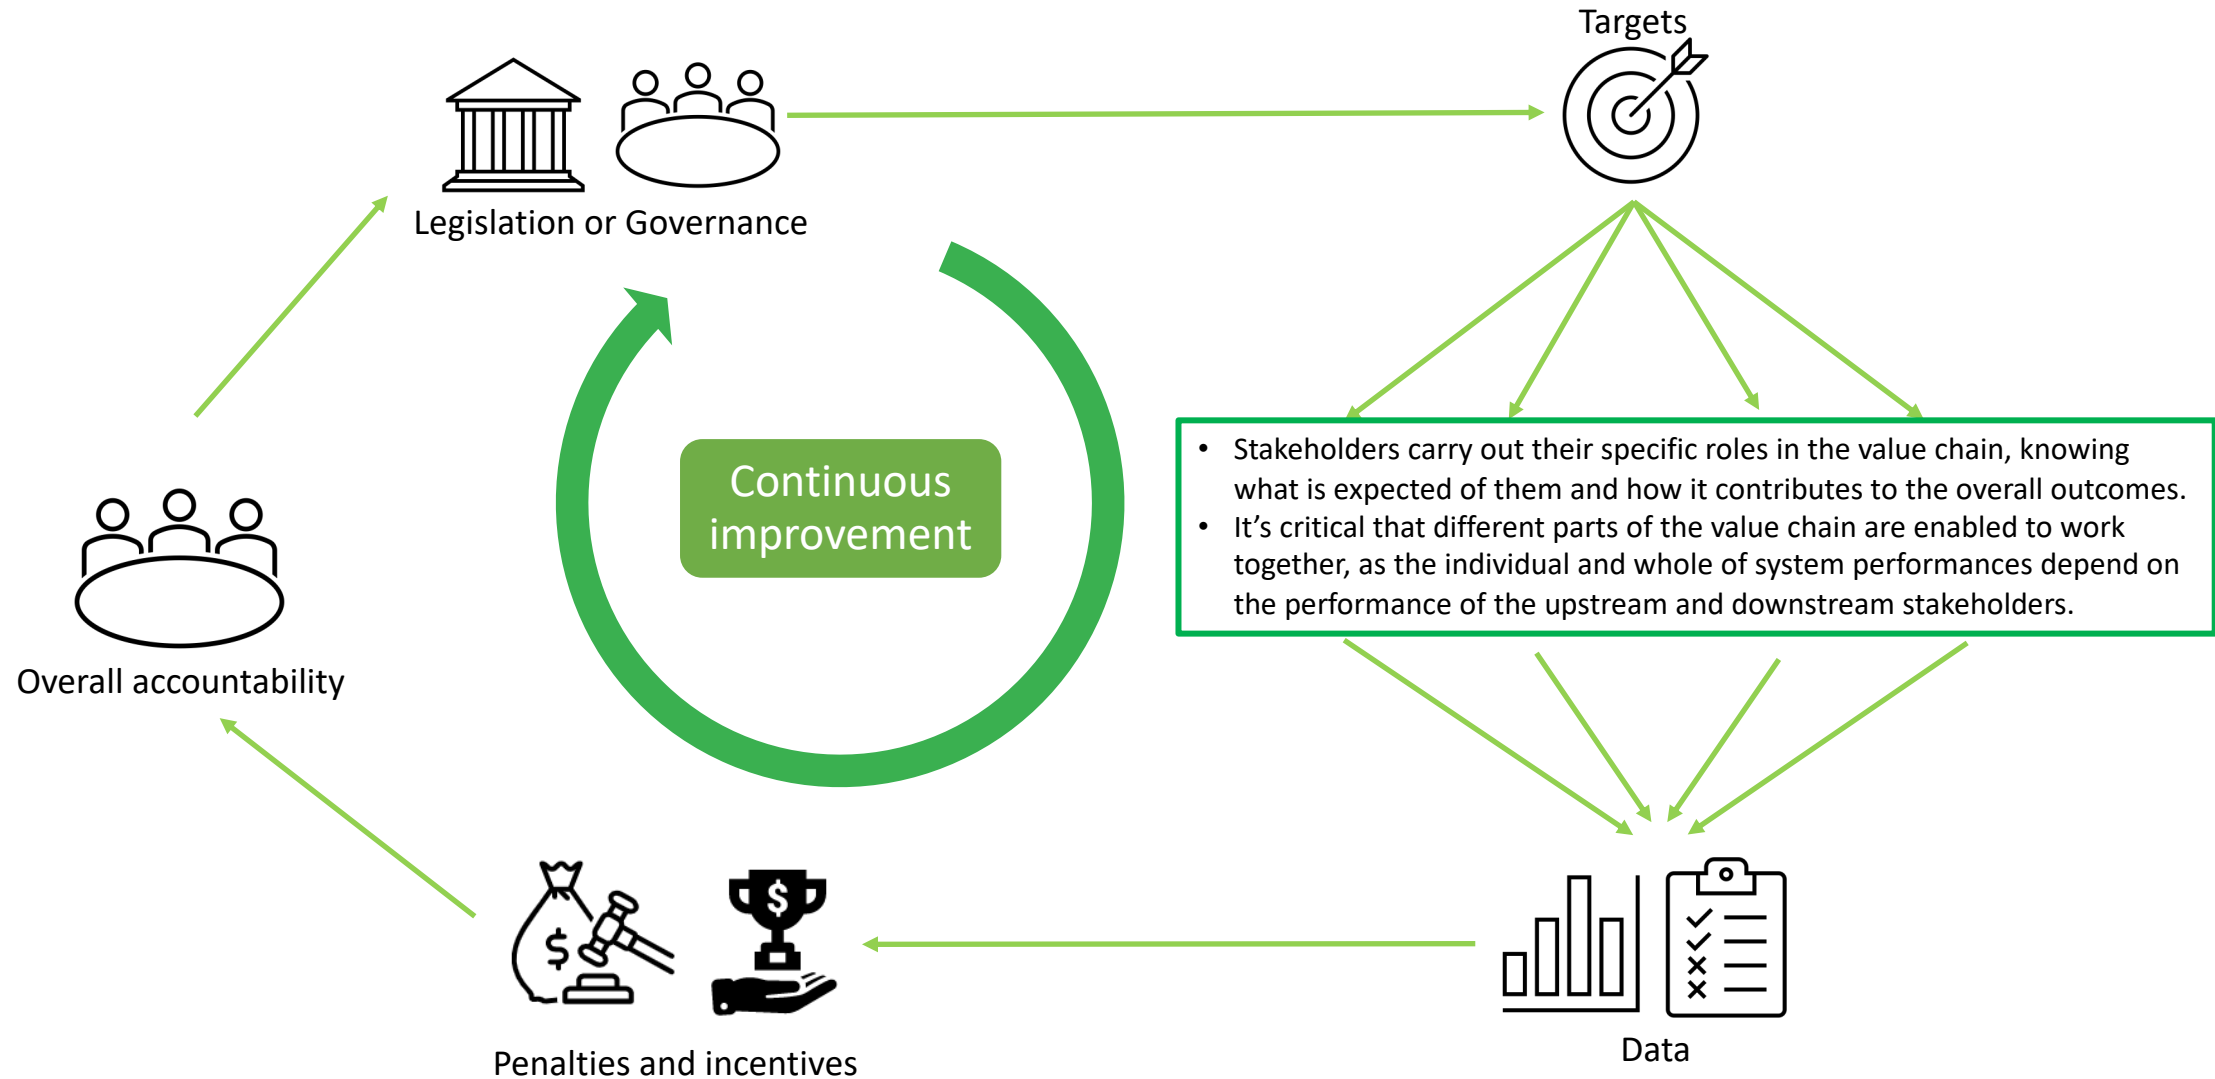 Targets
Legislation or Governance
• Stakeholders carry out their specific roles in the value chain, knowing
what is expected of them and how it contributes to the overall outcomes.
• It’s critical that different parts of the value chain are enabled to work
together, as the individual and whole of system performances depend on
the performance of the upstream and downstream stakeholders.
Continuous
improvement
Overall accountability
$
$
Penalties and incentives
Data